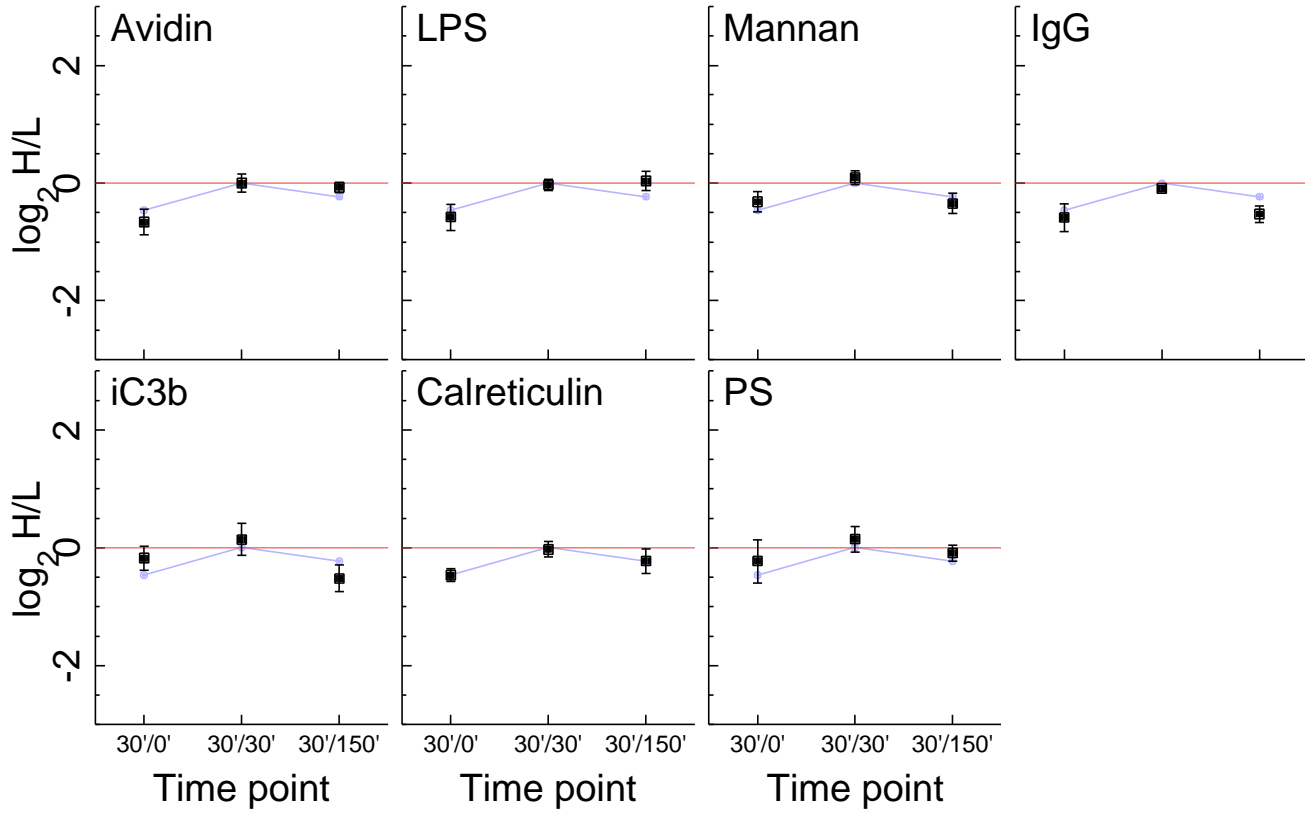 Avidin LPS Mannan IgG
2
0
-2
log2 H/L
iC3b Calreticulin PS
2
0
-2
log2 H/L
30'/0' 30'/30' 30'/150' 30'/0' 30'/30' 30'/150' 30'/0' 30'/30' 30'/150'
Time point Time point Time point